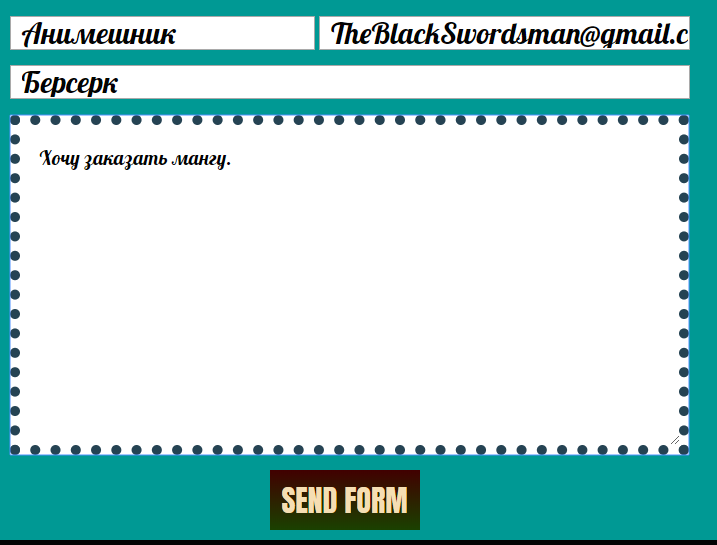 Анимешник
TheBlackSwordsman@gmail.c
Берсерк
Хочу заказать мангу.
SEND FORM